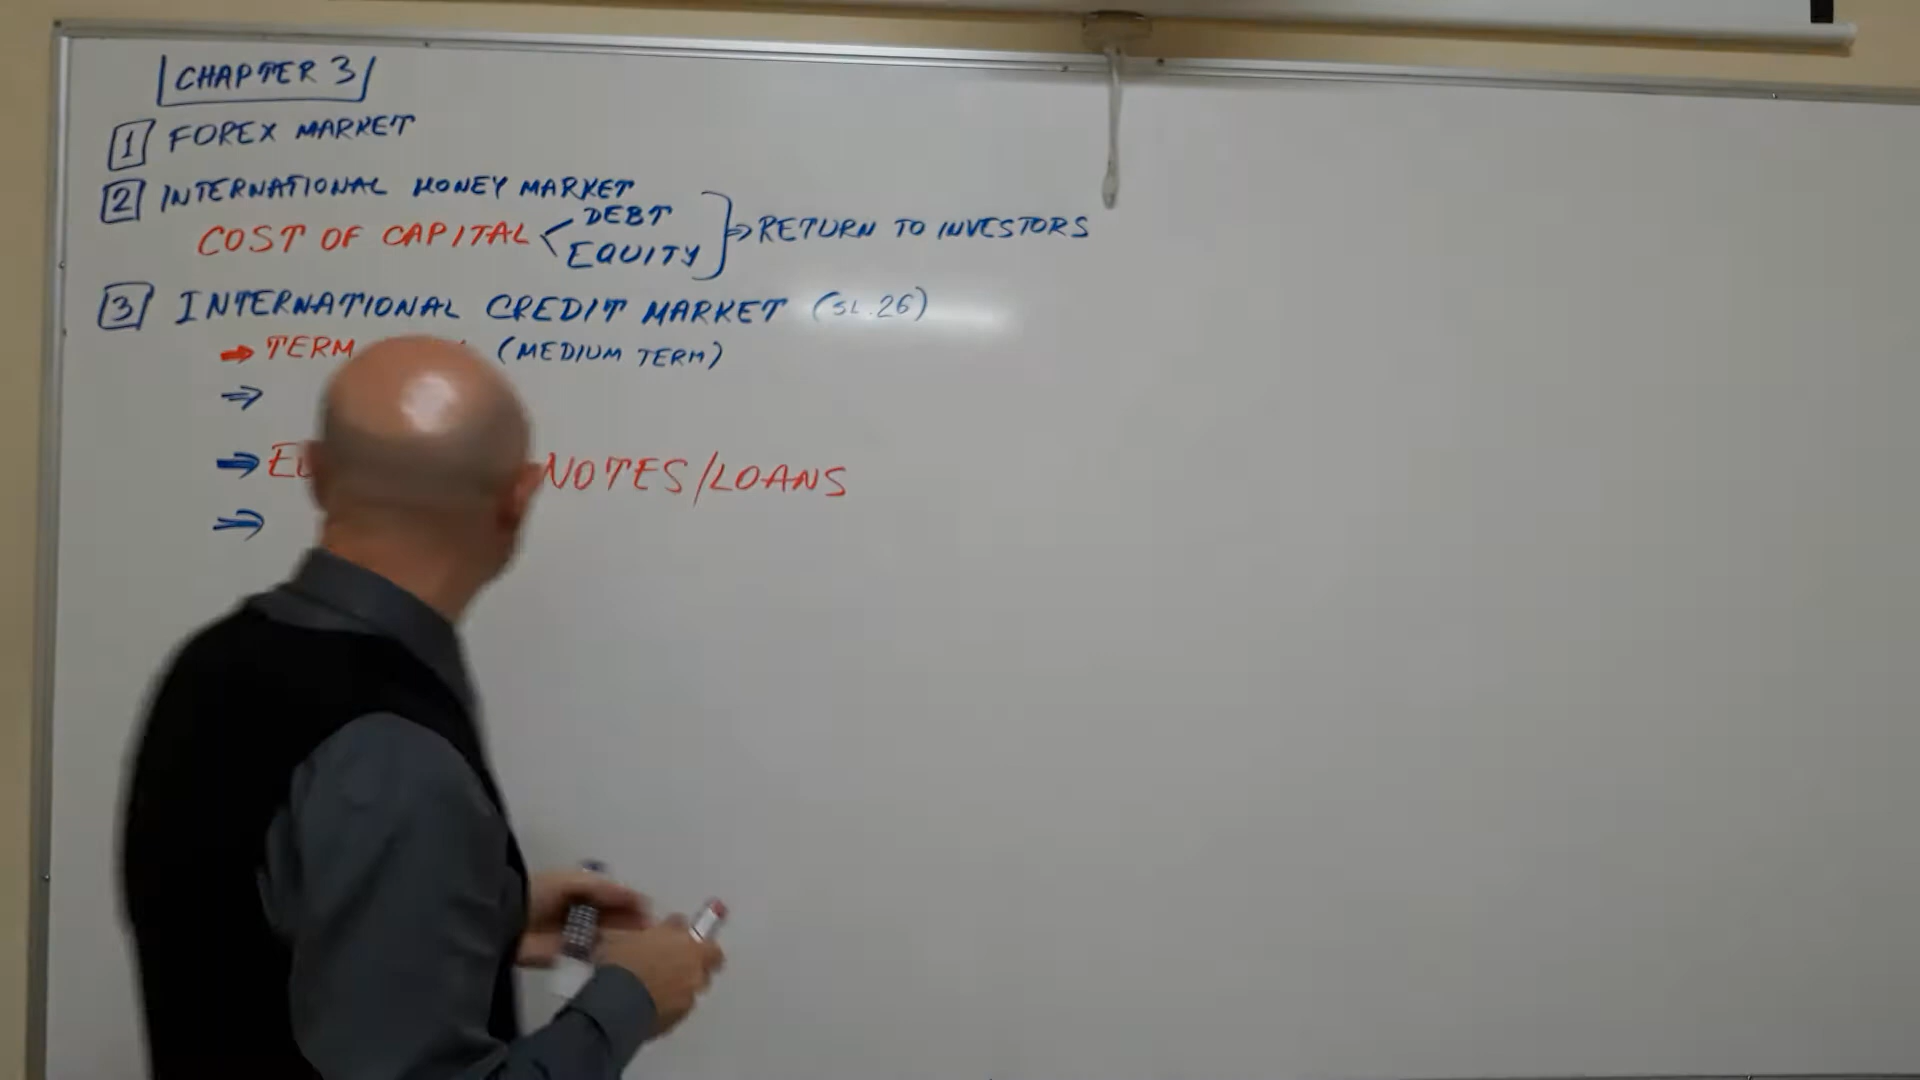 CHAPTER 3
1 FOREX MARKET
2 INTERNATIONAL MONEY MARKET
COST OF CAPITAL < DEBT
EQUITY } ⇒ RETURN TO INVESTORS
3 INTERNATIONAL CREDIT MARKET (SL.26)
→ TERM (MEDIUM TERM)
⇒
⇒ NOTES/LOANS
⇒